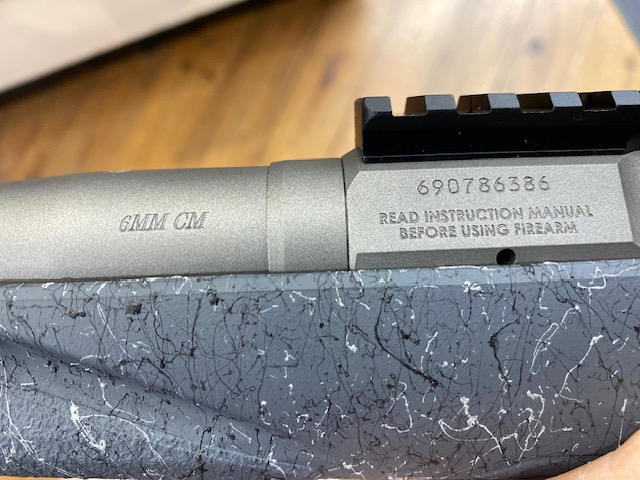 6MM CM
690786386
READ INSTRUCTION MANUAL
BEFORE USING FIREARM